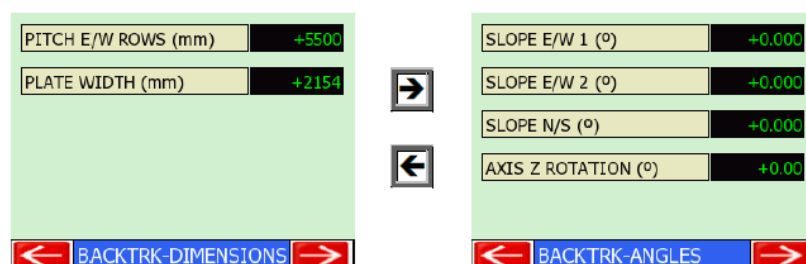 PITCH E/W ROWS (mm) +5500
PLATE WIDTH (mm) +2154
BACKTRK-DIMENSIONS
SLOPE E/W 1 (º) +0.000
SLOPE E/W 2 (º) +0.000
SLOPE N/S (º) +0.000
AXIS Z ROTATION (º) +0.00
BACKTRK-ANGLES